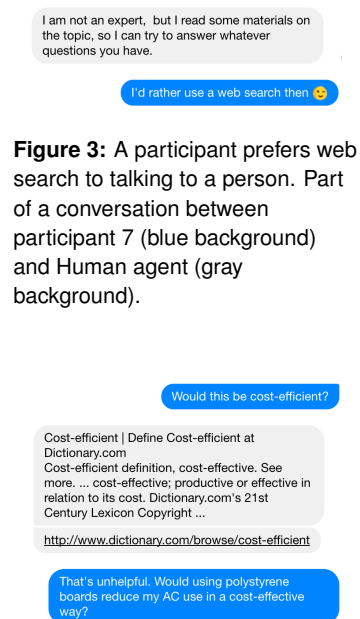 I am not an expert,  but I read some materials on
the topic, so I can try to answer whatever
questions you have.
I'd rather use a web search then 😉
Figure 3: A participant prefers web
search to talking to a person. Part
of a conversation between
participant 7 (blue background)
and Human agent (gray
background).
Would this be cost-efficient?
Cost-efficient | Define Cost-efficient at
Dictionary.com
Cost-efficient definition, cost-effective. See
more. ... cost-effective; productive or effective in
relation to its cost. Dictionary.com's 21st
Century Lexicon Copyright ...
http://www.dictionary.com/browse/cost-efficient
That's unhelpful. Would using polystyrene
boards reduce my AC use in a cost-effective
way?